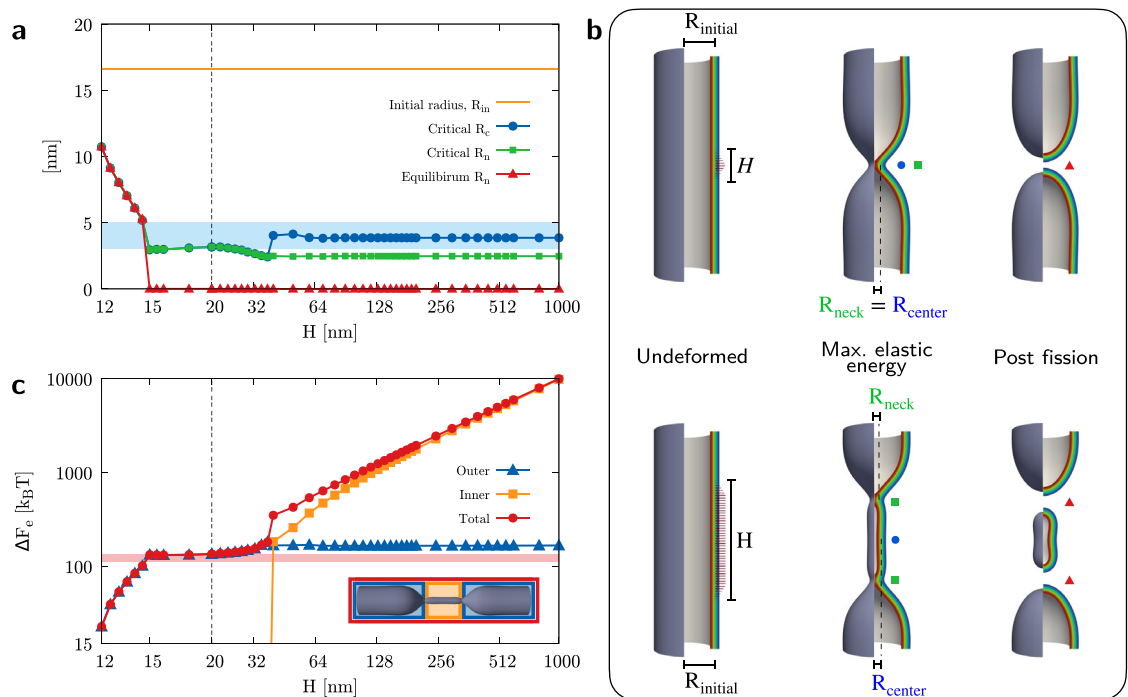 a
20
15
10
5
0
[nm]
Initial radius, R_in
Critical R_c
Critical R_n
Equilibirum R_n
12 15 20 32 64 128 256 512 1000
H [nm]
b
R_initial
H
R_neck = R_center
Undeformed
Max. elastic energy
Post fission
R_neck
H
R_initial
R_center
c
10000
1000
100
15
ΔF_e [k_BT]
Outer
Inner
Total
12 15 20 32 64 128 256 512 1000
H [nm]